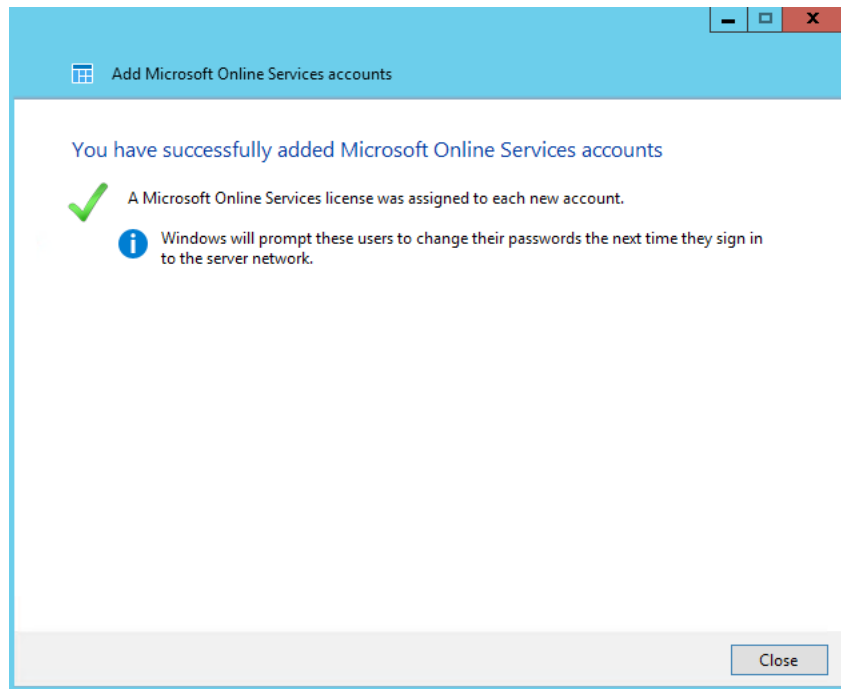 Add Microsoft Online Services accounts
You have successfully added Microsoft Online Services accounts
A Microsoft Online Services license was assigned to each new account.
Windows will prompt these users to change their passwords the next time they sign in
to the server network.
Close